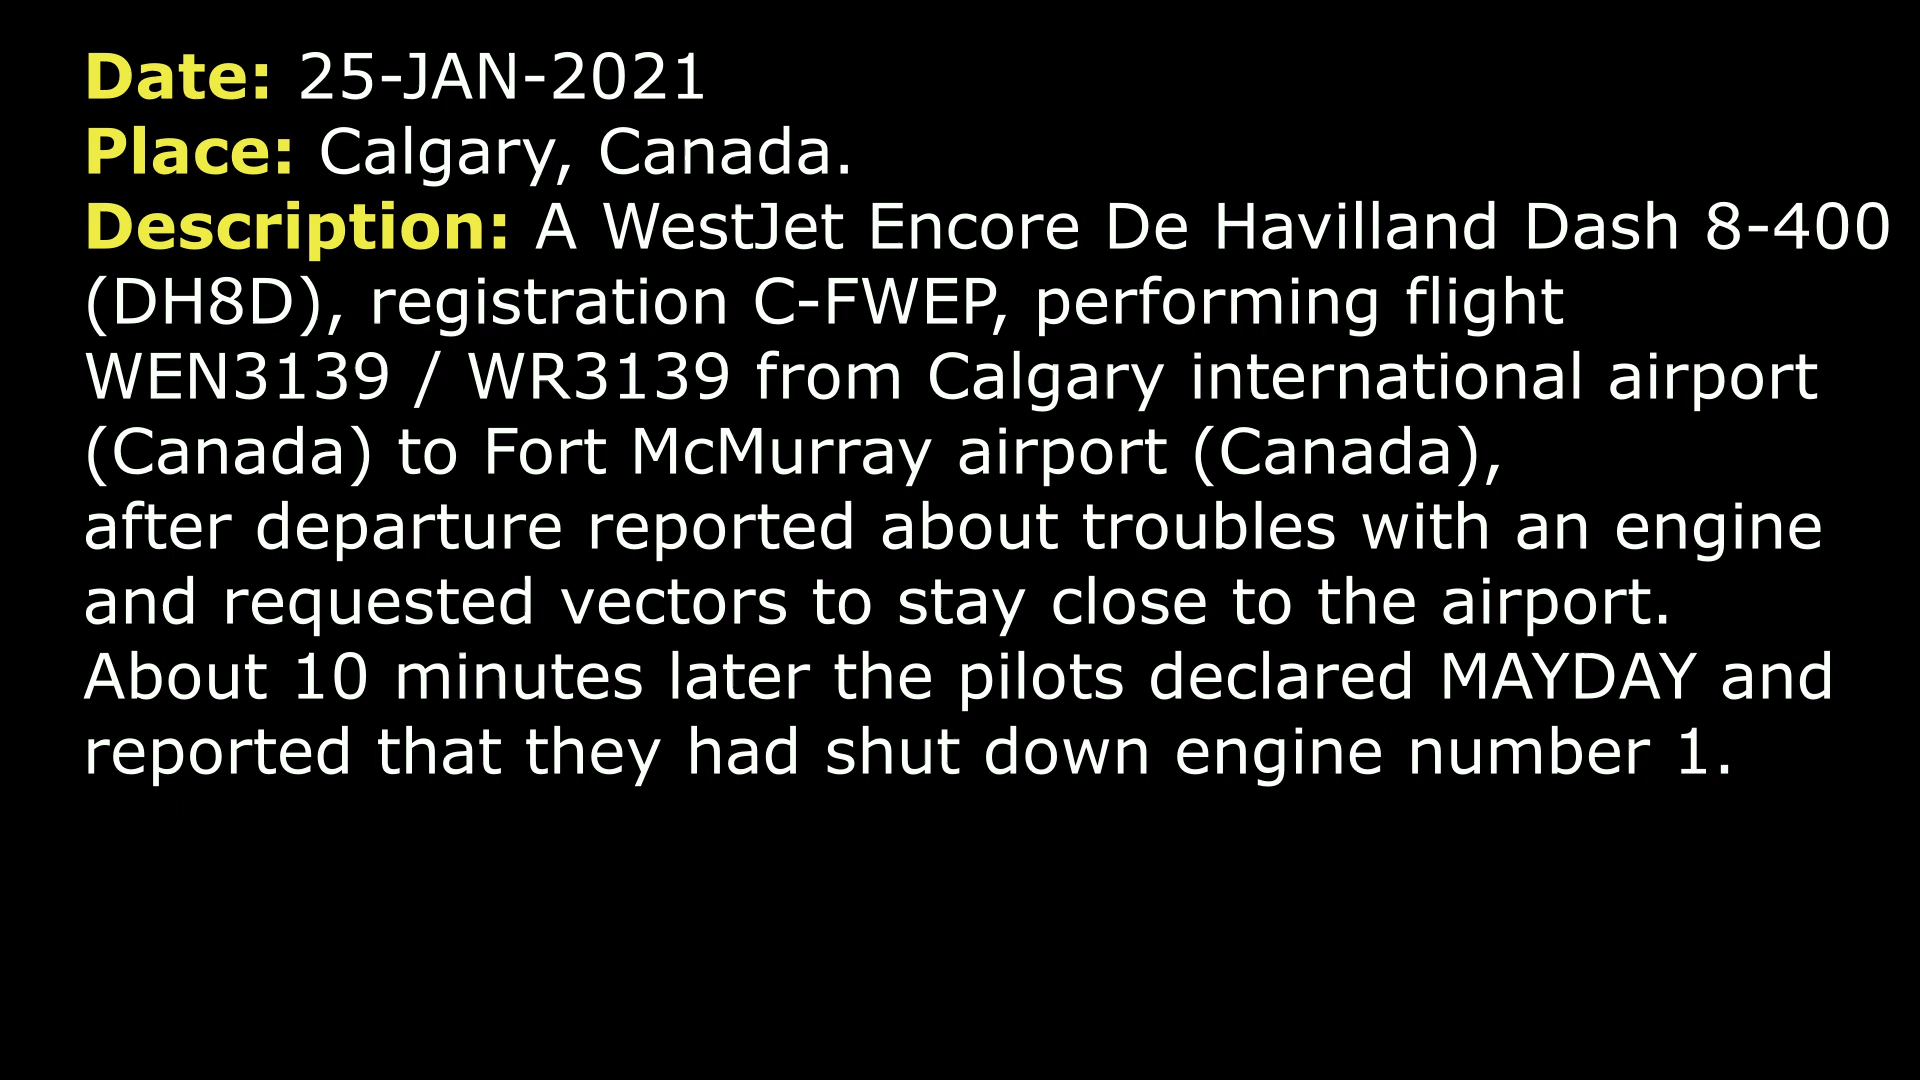 Date: 25-JAN-2021
Place: Calgary, Canada.
Description: A WestJet Encore De Havilland Dash 8-400
(DH8D), registration C-FWEP, performing flight
WEN3139 / WR3139 from Calgary international airport
(Canada) to Fort McMurray airport (Canada),
after departure reported about troubles with an engine
and requested vectors to stay close to the airport.
About 10 minutes later the pilots declared MAYDAY and
reported that they had shut down engine number 1.